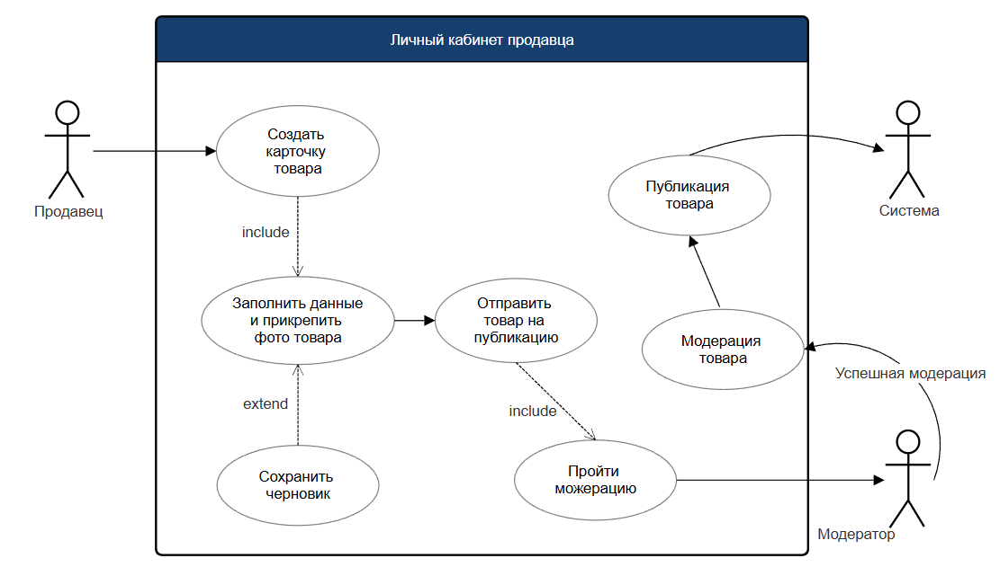 Личный кабинет продавца
Создать
карточку
товара
Продавец
Публикация
товара
Система
include
Заполнить данные
и прикрепить
фото товара
Отправить
товар на
публикацию
Модерация
товара
Успешная модерация
extend
include
Сохранить
черновик
Пройти
можерацию
Модератор